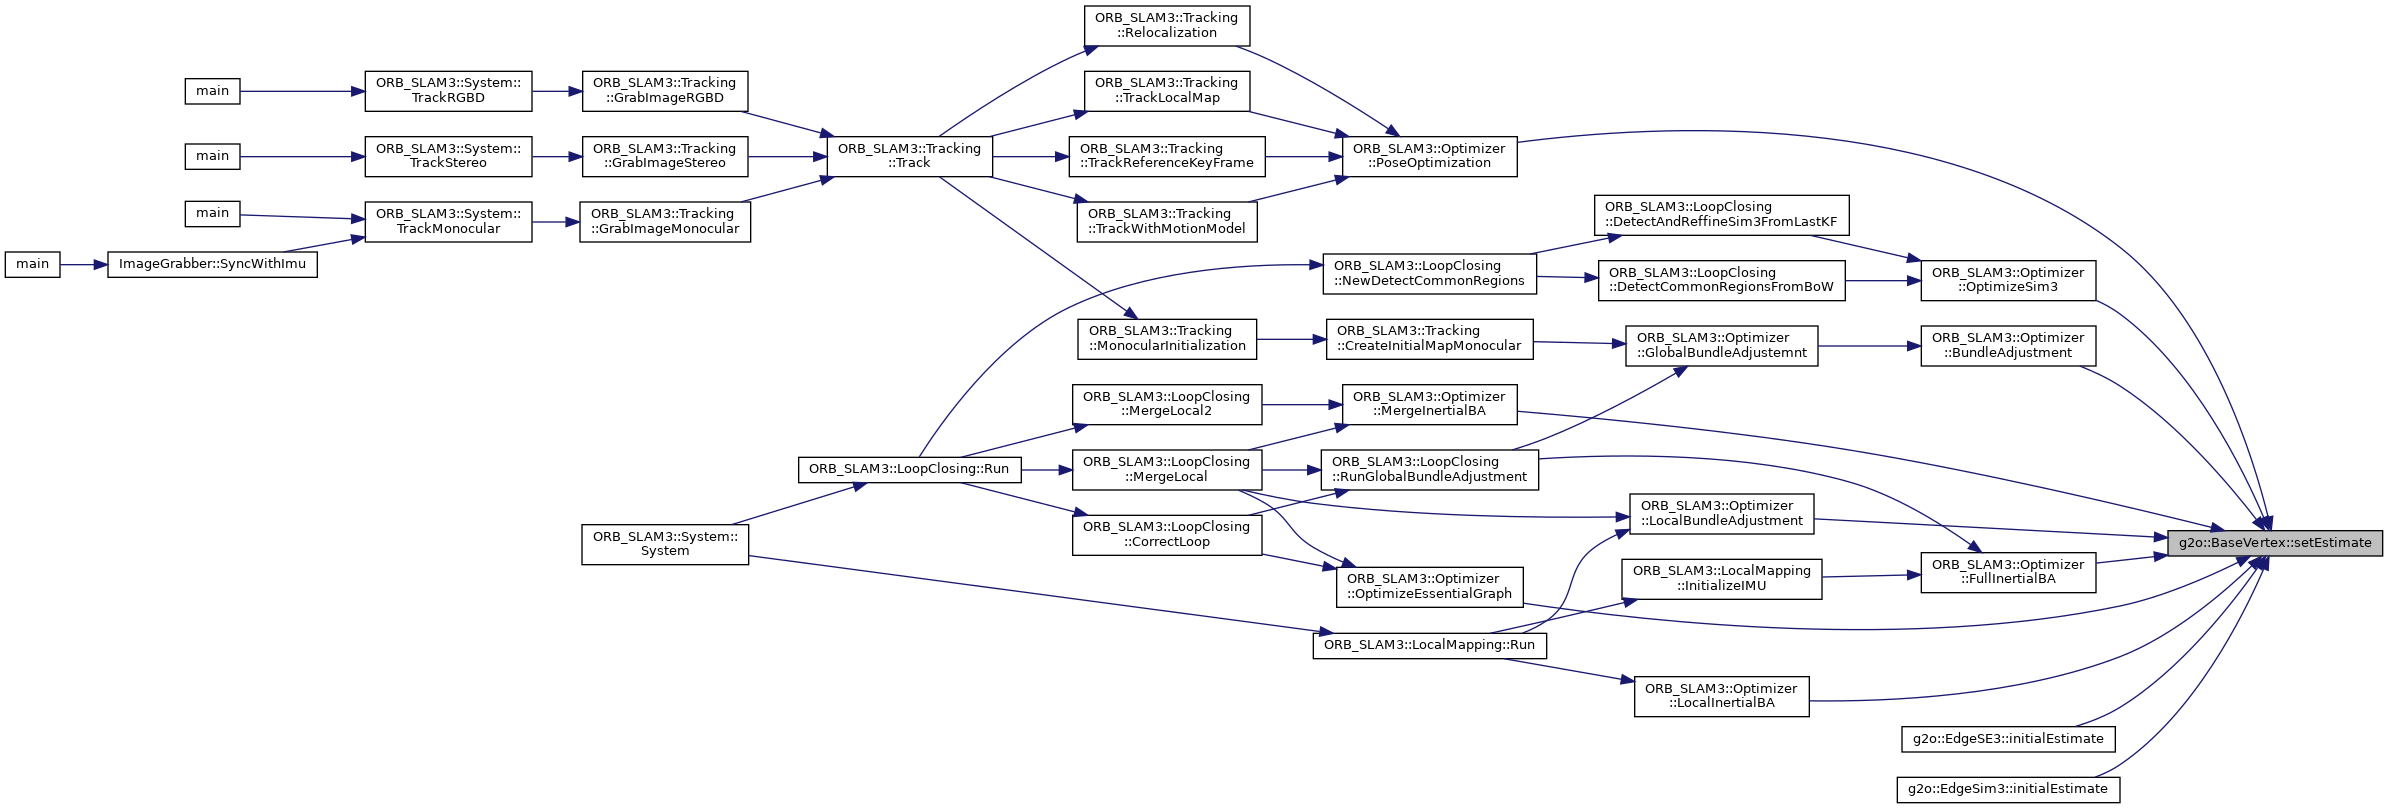 ORB_SLAM3::Tracking
::Relocalization
main
ORB_SLAM3::System::
TrackRGBD
ORB_SLAM3::Tracking
::GrabImageRGBD
ORB_SLAM3::Tracking
::TrackLocalMap
main
ORB_SLAM3::System::
TrackStereo
ORB_SLAM3::Tracking
::GrabImageStereo
ORB_SLAM3::Tracking
::Track
ORB_SLAM3::Tracking
::TrackReferenceKeyFrame
ORB_SLAM3::Optimizer
::PoseOptimization
main
ORB_SLAM3::System::
TrackMonocular
ORB_SLAM3::Tracking
::GrabImageMonocular
ORB_SLAM3::Tracking
::TrackWithMotionModel
ORB_SLAM3::LoopClosing
::DetectAndReffineSim3FromLastKF
main
ImageGrabber::SyncWithImu
ORB_SLAM3::LoopClosing
::NewDetectCommonRegions
ORB_SLAM3::LoopClosing
::DetectCommonRegionsFromBoW
ORB_SLAM3::Optimizer
::OptimizeSim3
ORB_SLAM3::Tracking
::MonocularInitialization
ORB_SLAM3::Tracking
::CreateInitialMapMonocular
ORB_SLAM3::Optimizer
::GlobalBundleAdjustemnt
ORB_SLAM3::Optimizer
::BundleAdjustment
ORB_SLAM3::LoopClosing
::MergeLocal2
ORB_SLAM3::Optimizer
::MergeInertialBA
ORB_SLAM3::LoopClosing::Run
ORB_SLAM3::LoopClosing
::MergeLocal
ORB_SLAM3::LoopClosing
::RunGlobalBundleAdjustment
ORB_SLAM3::Optimizer
::LocalBundleAdjustment
ORB_SLAM3::System::
System
ORB_SLAM3::LoopClosing
::CorrectLoop
g2o::BaseVertex::setEstimate
ORB_SLAM3::Optimizer
::OptimizeEssentialGraph
ORB_SLAM3::LocalMapping
::InitializeIMU
ORB_SLAM3::Optimizer
::FullInertialBA
ORB_SLAM3::LocalMapping::Run
ORB_SLAM3::Optimizer
::LocalInertialBA
g2o::EdgeSE3::initialEstimate
g2o::EdgeSim3::initialEstimate